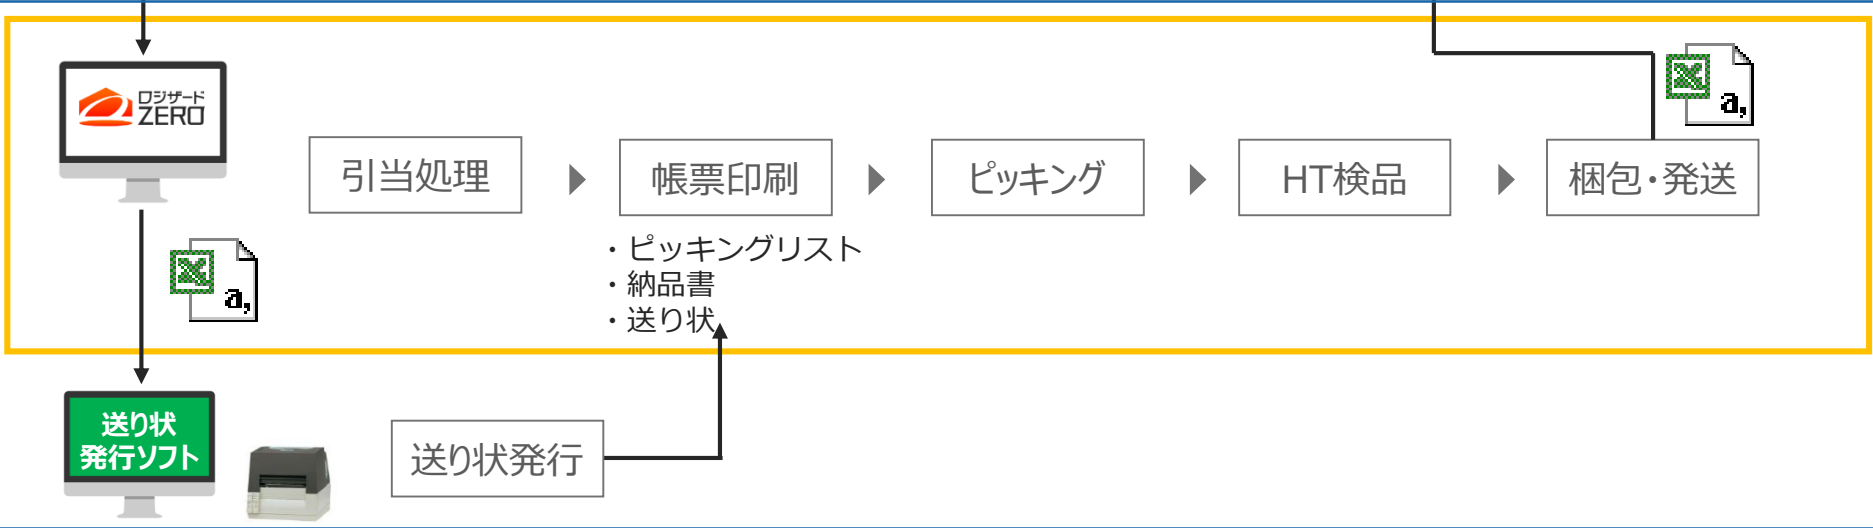 ロジザード
ZERO
a,
引当処理
帳票印刷
ピッキング
HT検品
梱包・発送
・ピッキングリスト
・納品書
・送り状
a,
送り状
発行ソフト
送り状発行